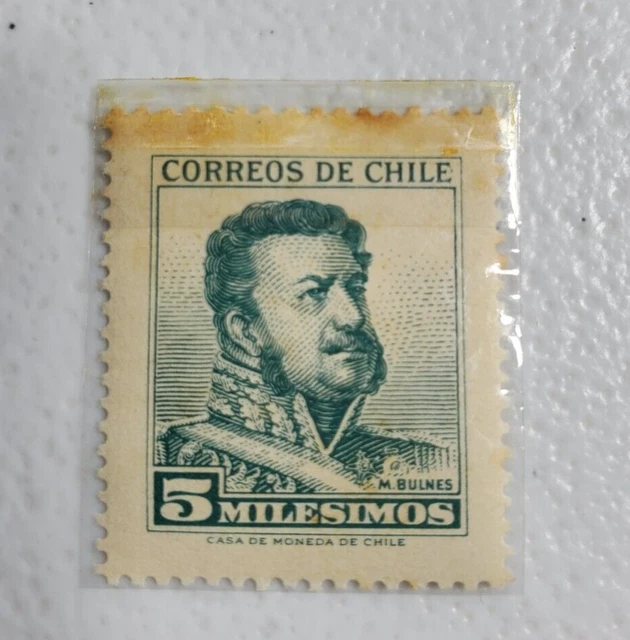 CORREOS DE CHILE
M. BULNES
5 MILESIMOS
CASA DE MONEDA DE CHILE